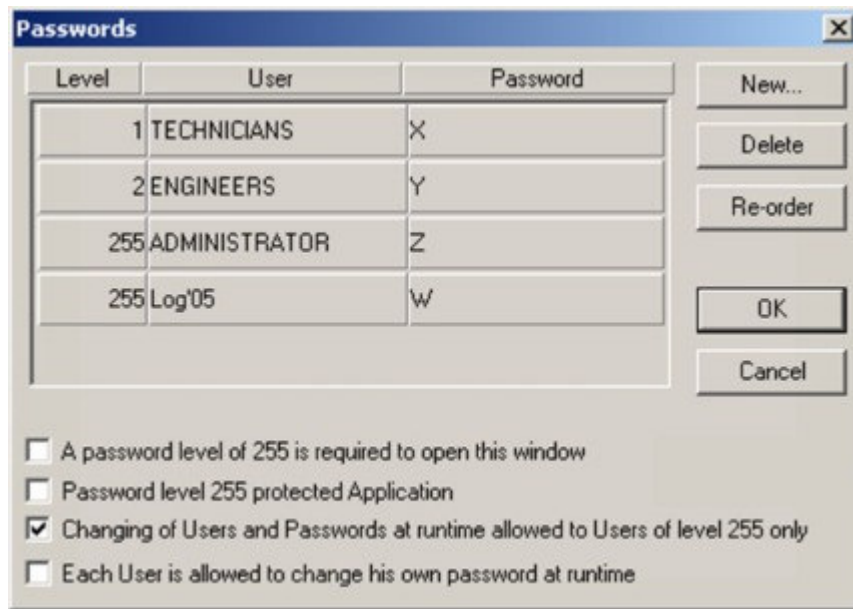 Passwords
Level User Password
New...
1 TECHNICIANS X
Delete
2 ENGINEERS Y
Re-order
255 ADMINISTRATOR Z
255 Log'05 W
OK
Cancel
A password level of 255 is required to open this window
Password level 255 protected Application
Changing of Users and Passwords at runtime allowed to Users of level 255 only
Each User is allowed to change his own password at runtime